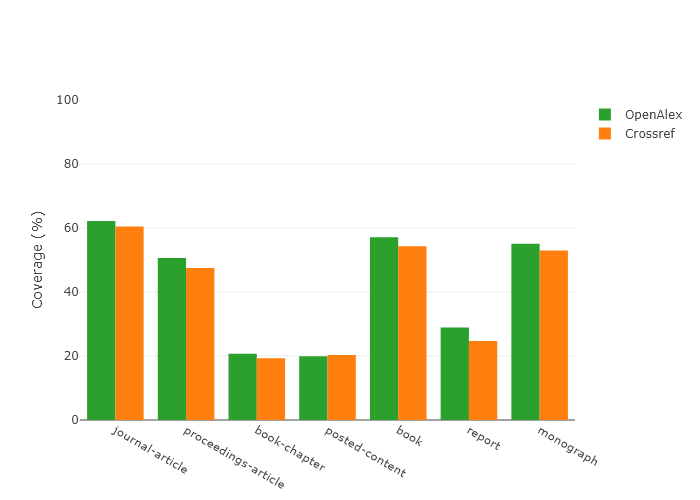 100
80
60
40
20
0
Coverage (%)
journal-article
proceedings-article
book-chapter
posted-content
book
report
monograph
OpenAlex
Crossref